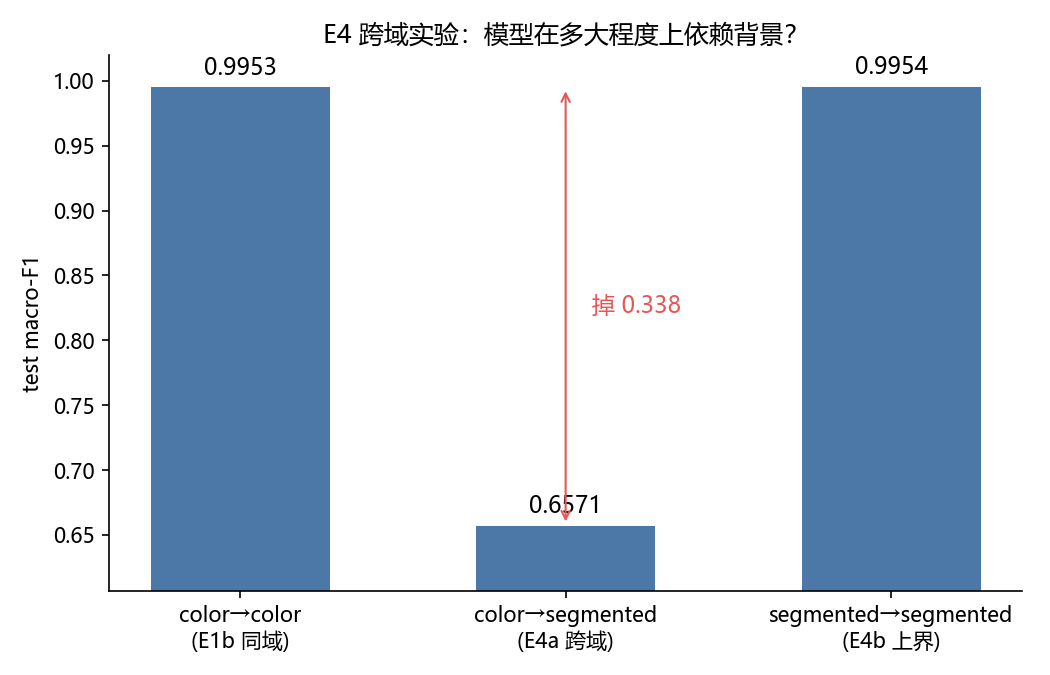 E4 跨域实验：模型在多大程度上依赖背景？
0.9953
0.9954
1.00
0.95
0.90
0.85
0.80
0.75
0.70
0.65
test macro-F1
掉 0.338
0.6571
color→color
(E1b 同域)
color→segmented
(E4a 跨域)
segmented→segmented
(E4b 上界)